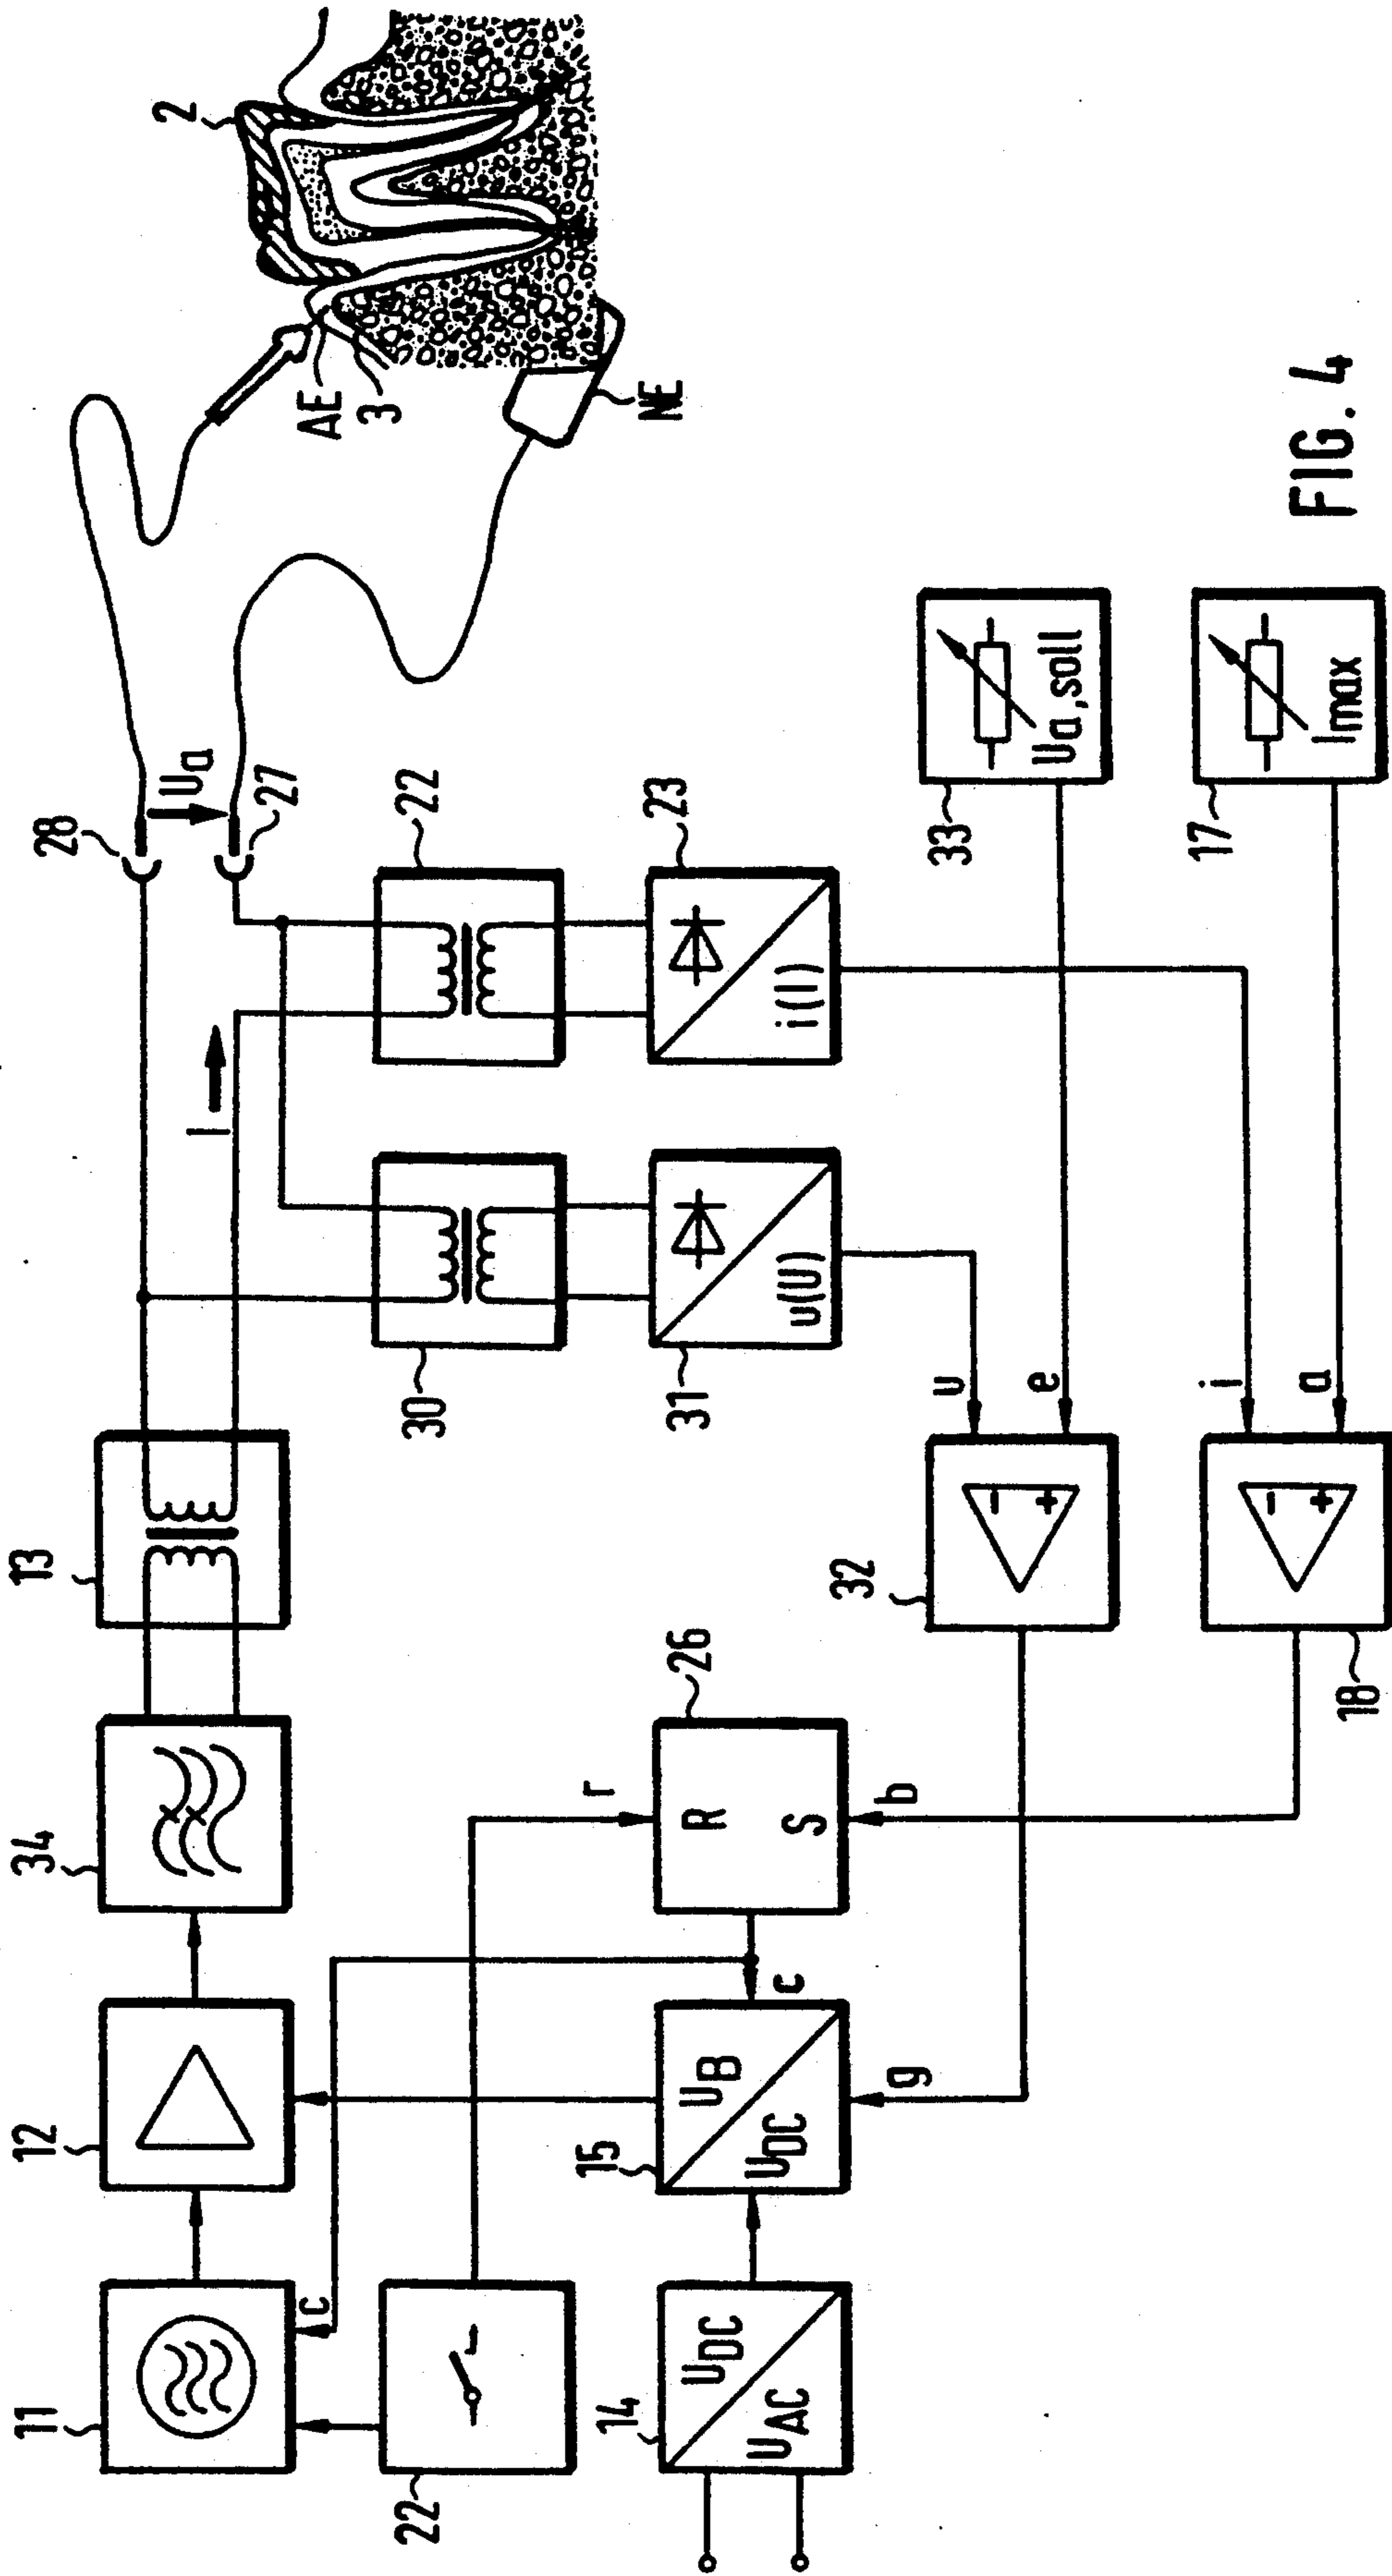 11
12
34
13
28
Ua
27
2
AE
3
NE
I
c
22
r
30
22
14
UDC
UAC
15
UB
UDC
c
g
26
R
S
b
31
u(U)
23
i(I)
32
-
+
u
e
33
Ua,soll
18
-
+
i
a
17
Imax
FIG. 4